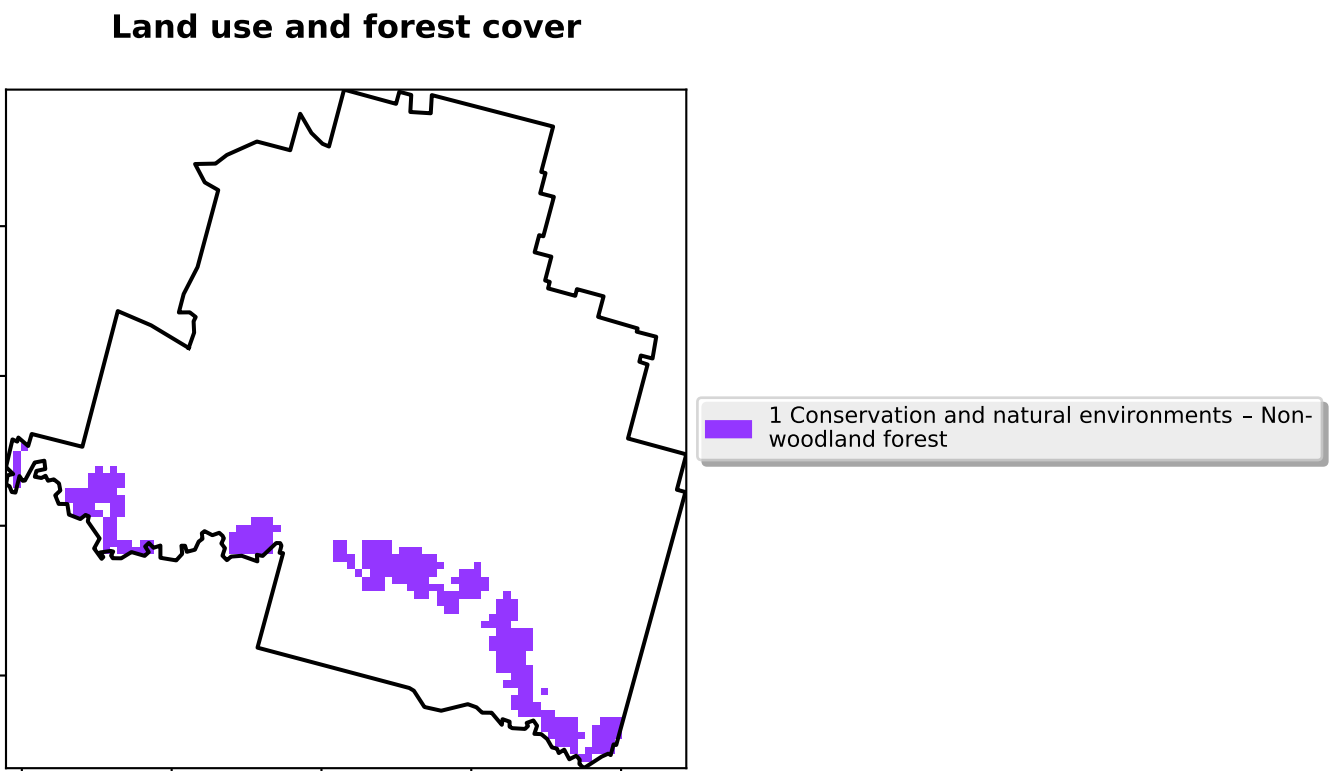 Land use and forest cover
1 Conservation and natural environments – Non-
woodland forest